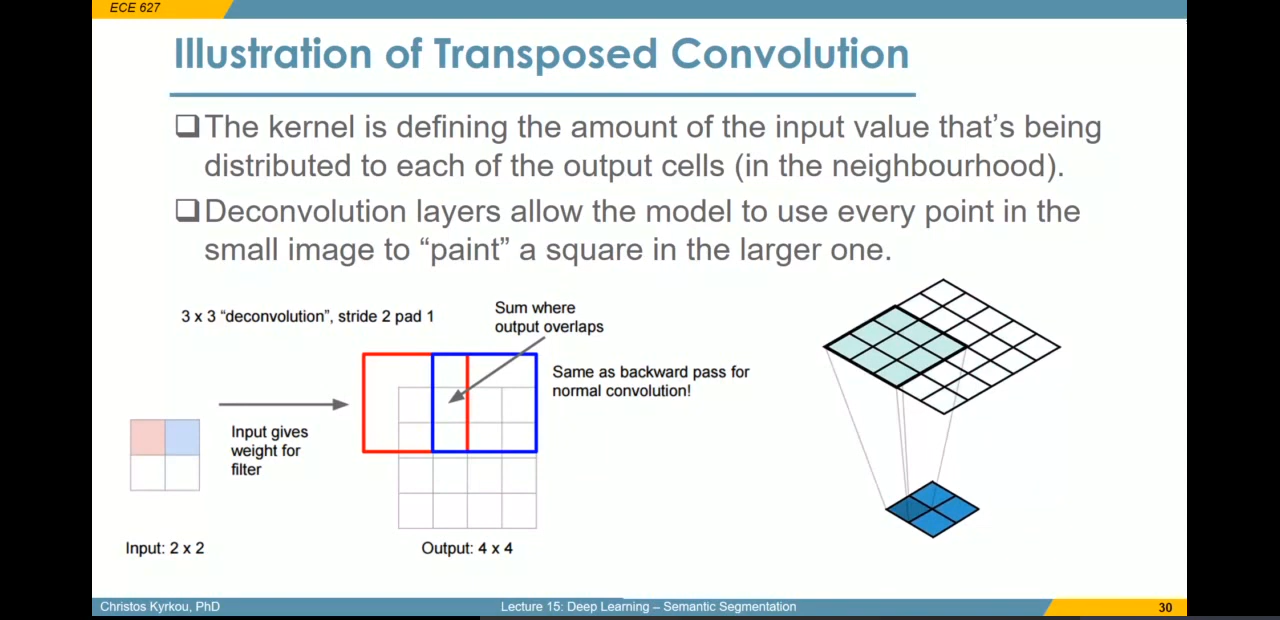 ECE 627
Illustration of Transposed Convolution
The kernel is defining the amount of the input value that's being
distributed to each of the output cells (in the neighbourhood).
Deconvolution layers allow the model to use every point in the
small image to “paint” a square in the larger one.
3 x 3 “deconvolution”, stride 2 pad 1
Sum where
output overlaps
Same as backward pass for
normal convolution!
Input gives
weight for
filter
Input: 2 x 2
Output: 4 x 4
Christos Kyrkou, PhD
Lecture 15: Deep Learning – Semantic Segmentation
30